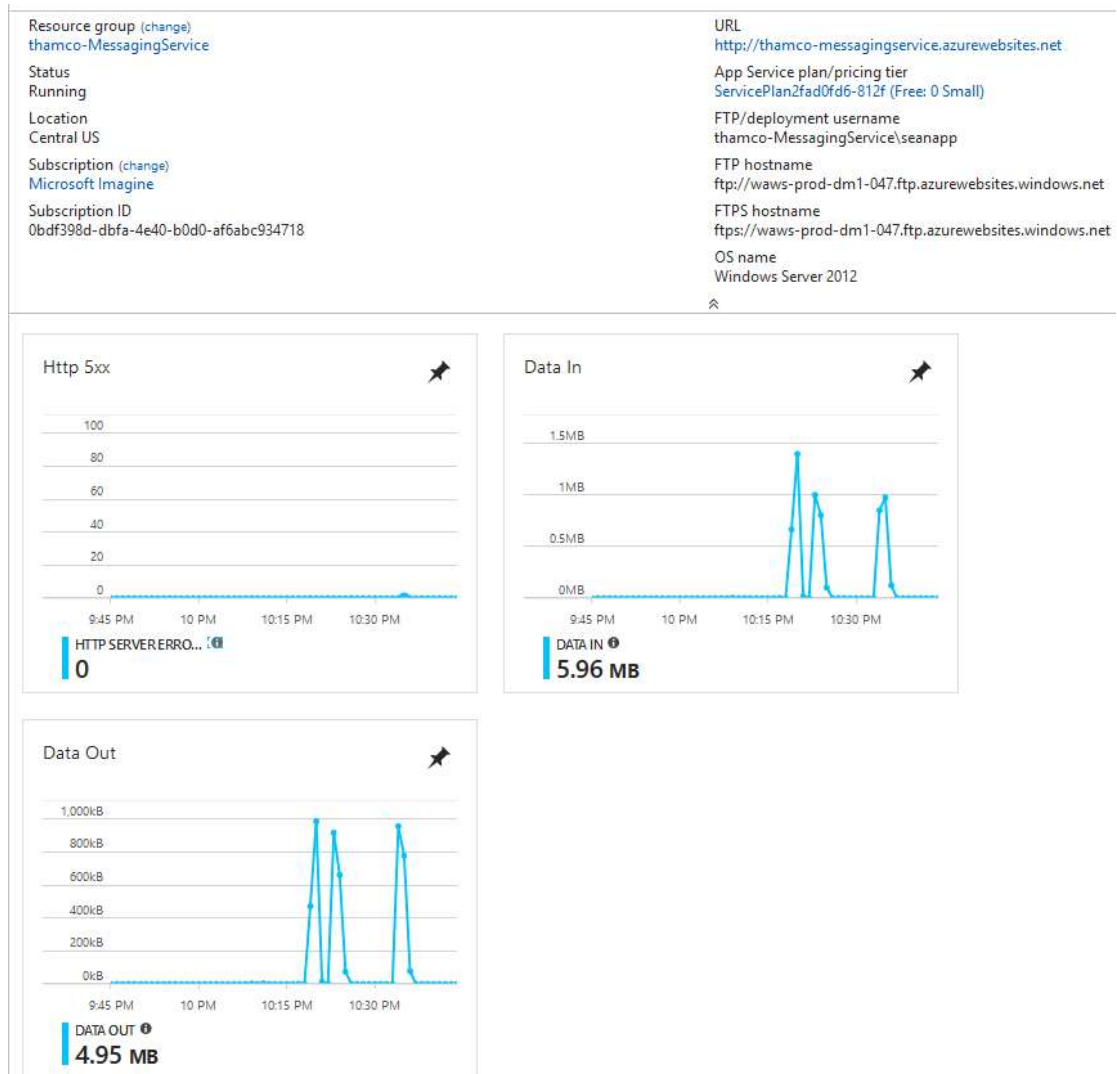 Resource group (change)
thamco-MessagingService
Status
Running
Location
Central US
Subscription (change)
Microsoft Imagine
Subscription ID
0bdf398d-dbfa-4e40-b0d0-af6abc934718
URL
http://thamco-messagingservice.azurewebsites.net
App Service plan/pricing tier
ServicePlan2fad0fd6-812f (Free: 0 Small)
FTP/deployment username
thamco-MessagingService\seanapp
FTP hostname
ftp://waws-prod-dm1-047.ftp.azurewebsites.windows.net
FTPS hostname
ftps://waws-prod-dm1-047.ftp.azurewebsites.windows.net
OS name
Windows Server 2012
Http 5xx
100
80
60
40
20
0
9:45 PM 10 PM 10:15 PM 10:30 PM
HTTP SERVER ERRO...
0
Data In
1.5MB
1MB
0.5MB
0MB
9:45 PM 10 PM 10:15 PM 10:30 PM
DATA IN
5.96 MB
Data Out
1,000kB
800kB
600kB
400kB
200kB
0kB
9:45 PM 10 PM 10:15 PM 10:30 PM
DATA OUT
4.95 MB